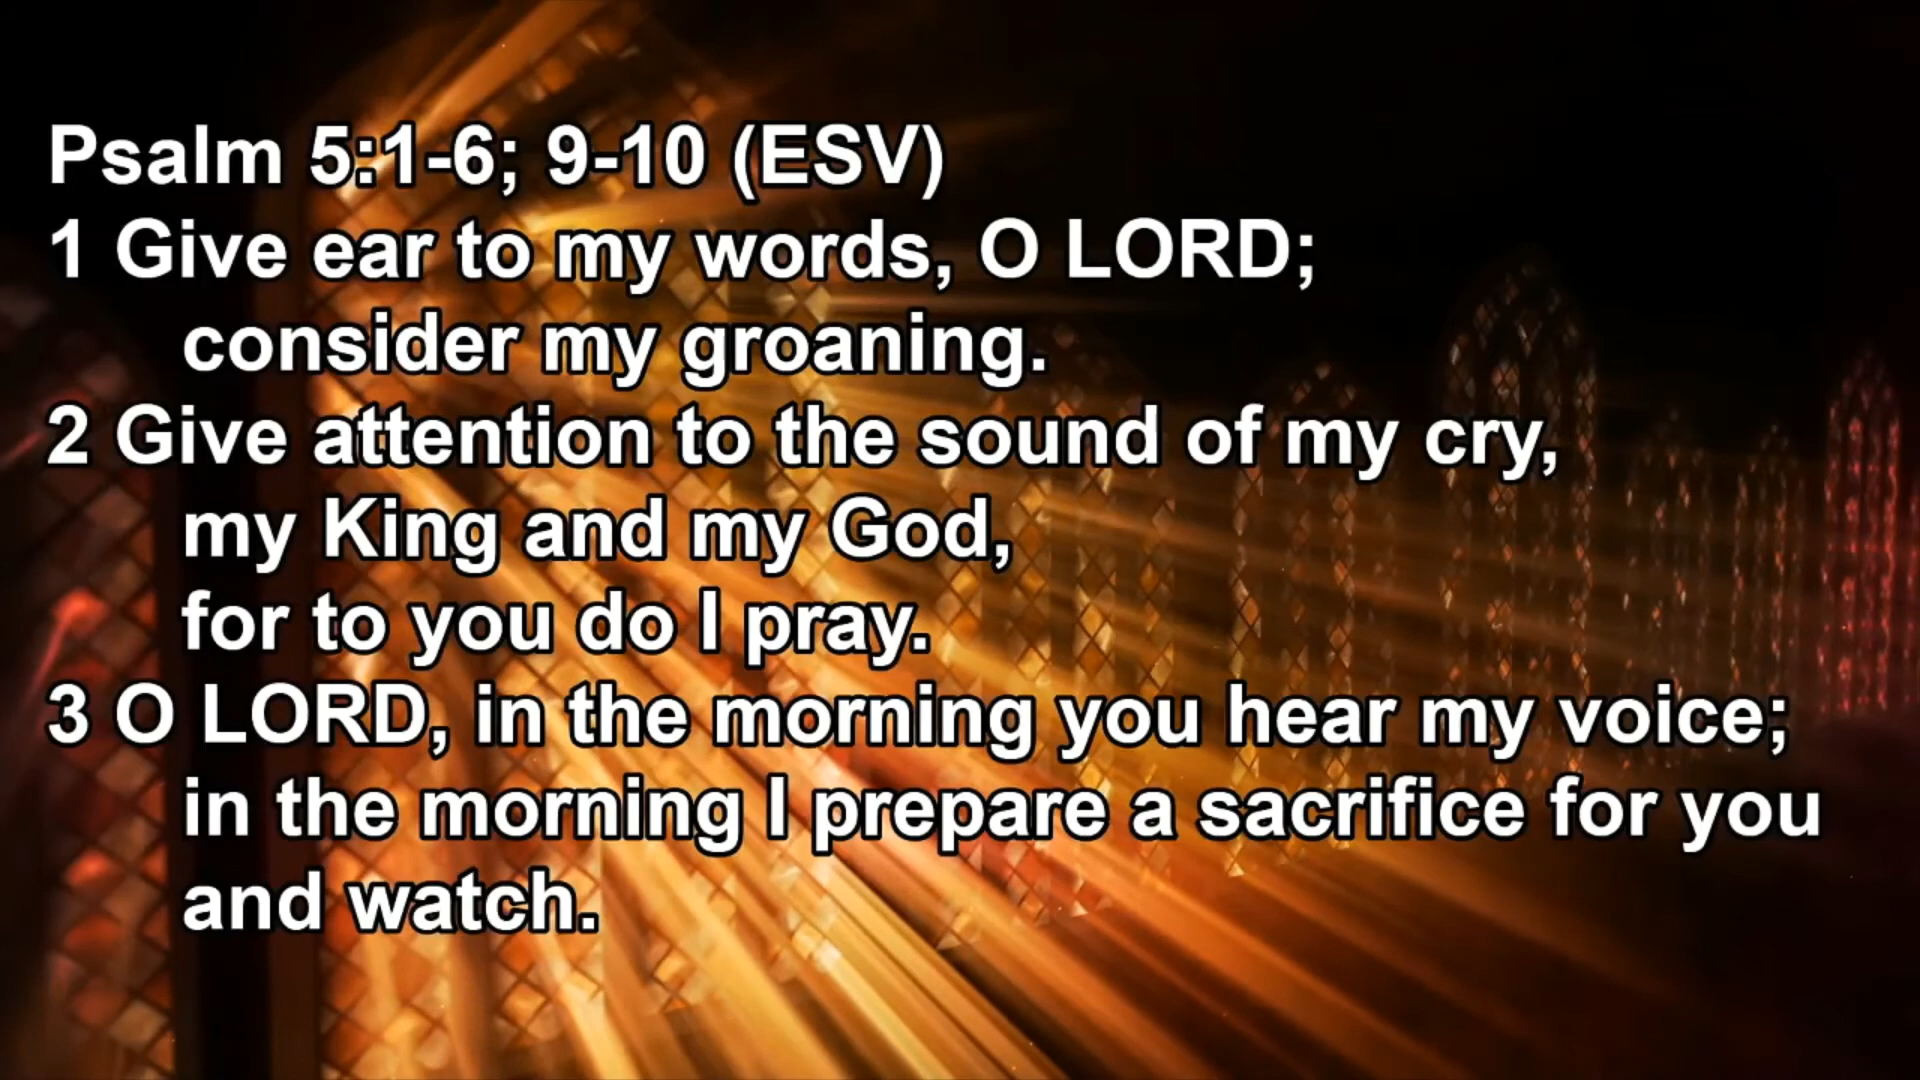 Psalm 5:1-6; 9-10 (ESV)
1 Give ear to my words, O LORD;
consider my groaning.
2 Give attention to the sound of my cry,
my King and my God,
for to you do I pray.
3 O LORD, in the morning you hear my voice;
in the morning I prepare a sacrifice for you
and watch.